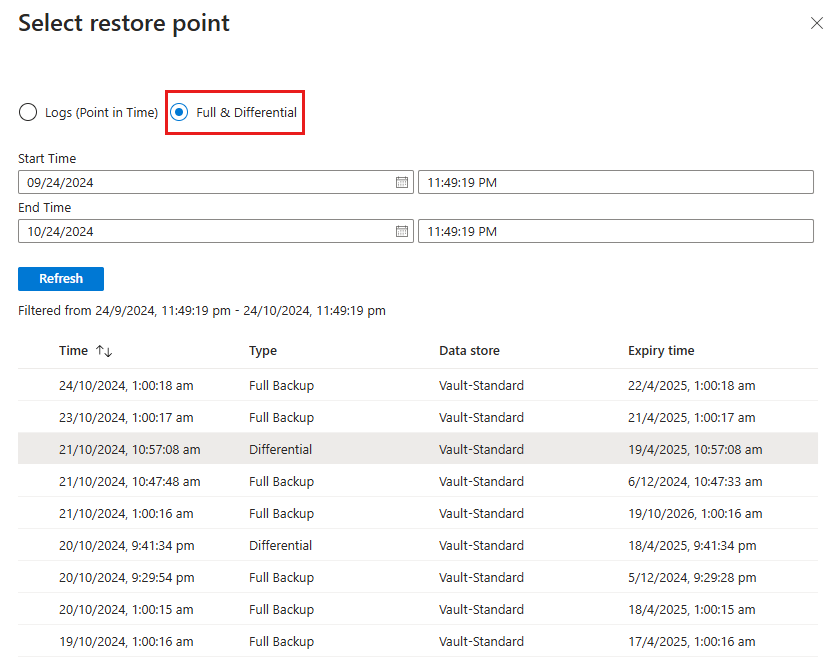 Select restore point
Logs (Point in Time) Full & Differential
Start Time
09/24/2024 11:49:19 PM
End Time
10/24/2024 11:49:19 PM
Refresh
Filtered from 24/9/2024, 11:49:19 pm - 24/10/2024, 11:49:19 pm
Time Type Data store Expiry time
24/10/2024, 1:00:18 am Full Backup Vault-Standard 22/4/2025, 1:00:18 am
23/10/2024, 1:00:17 am Full Backup Vault-Standard 21/4/2025, 1:00:17 am
21/10/2024, 10:57:08 am Differential Vault-Standard 19/4/2025, 10:57:08 am
21/10/2024, 10:47:48 am Full Backup Vault-Standard 6/12/2024, 10:47:33 am
21/10/2024, 1:00:16 am Full Backup Vault-Standard 19/10/2026, 1:00:16 am
20/10/2024, 9:41:34 pm Differential Vault-Standard 18/4/2025, 9:41:34 pm
20/10/2024, 9:29:54 pm Full Backup Vault-Standard 5/12/2024, 9:29:28 pm
20/10/2024, 1:00:15 am Full Backup Vault-Standard 18/4/2025, 1:00:15 am
19/10/2024, 1:00:16 am Full Backup Vault-Standard 17/4/2025, 1:00:16 am